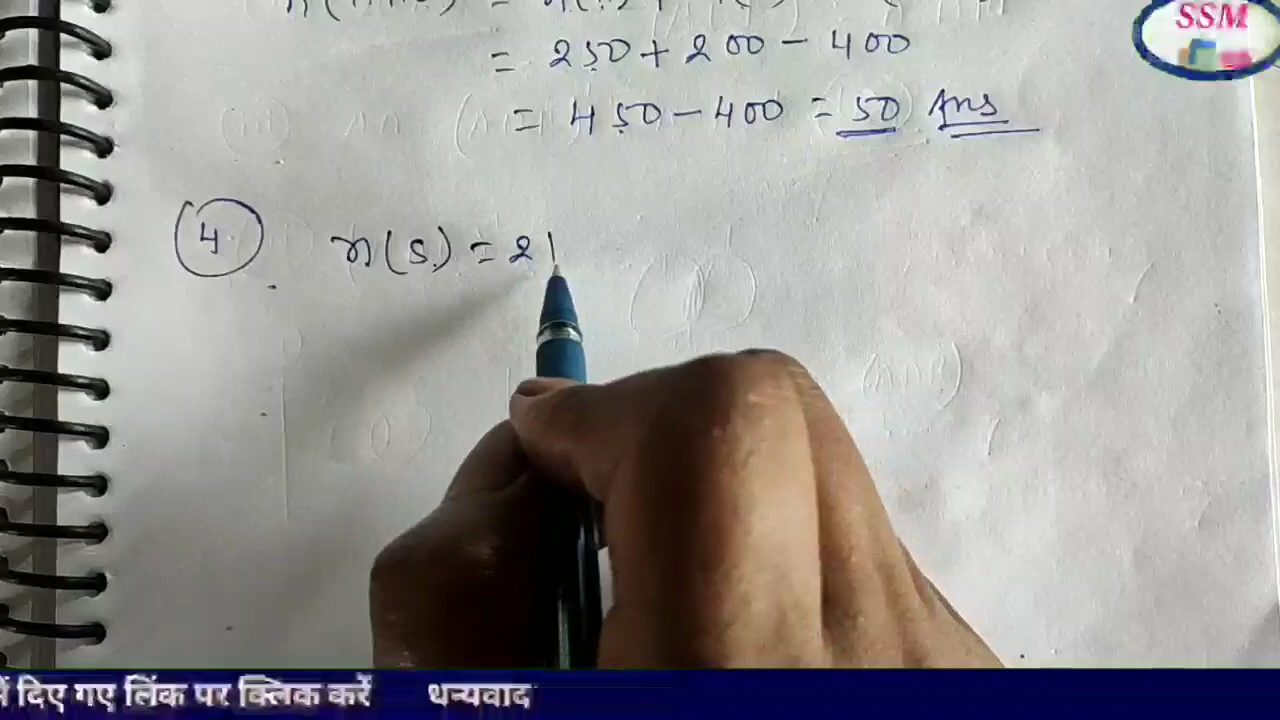 SSM
= 250 + 200 - 400
= 450 - 400 = 50 Ans
4 n(S) = 21
दिए गए लिंक पर क्लिक करें धन्यवाद